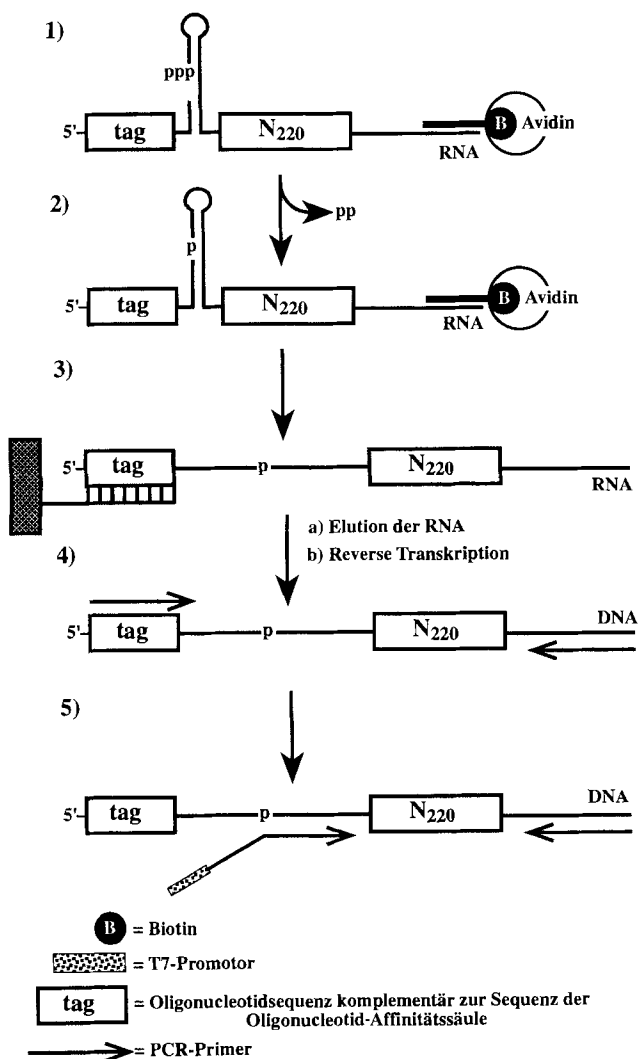 1)
ppp
5'- tag N220 B Avidin
RNA
pp
2)
p
5'- tag N220 B Avidin
RNA
3)
5'- tag p N220
RNA
a) Elution der RNA
b) Reverse Transkription
4)
DNA
5'- tag p N220
5)
DNA
5'- tag p N220
B = Biotin
= T7-Promotor
tag = Oligonucleotidsequenz komplementär zur Sequenz der
Oligonucleotid-Affinitätssäule
= PCR-Primer